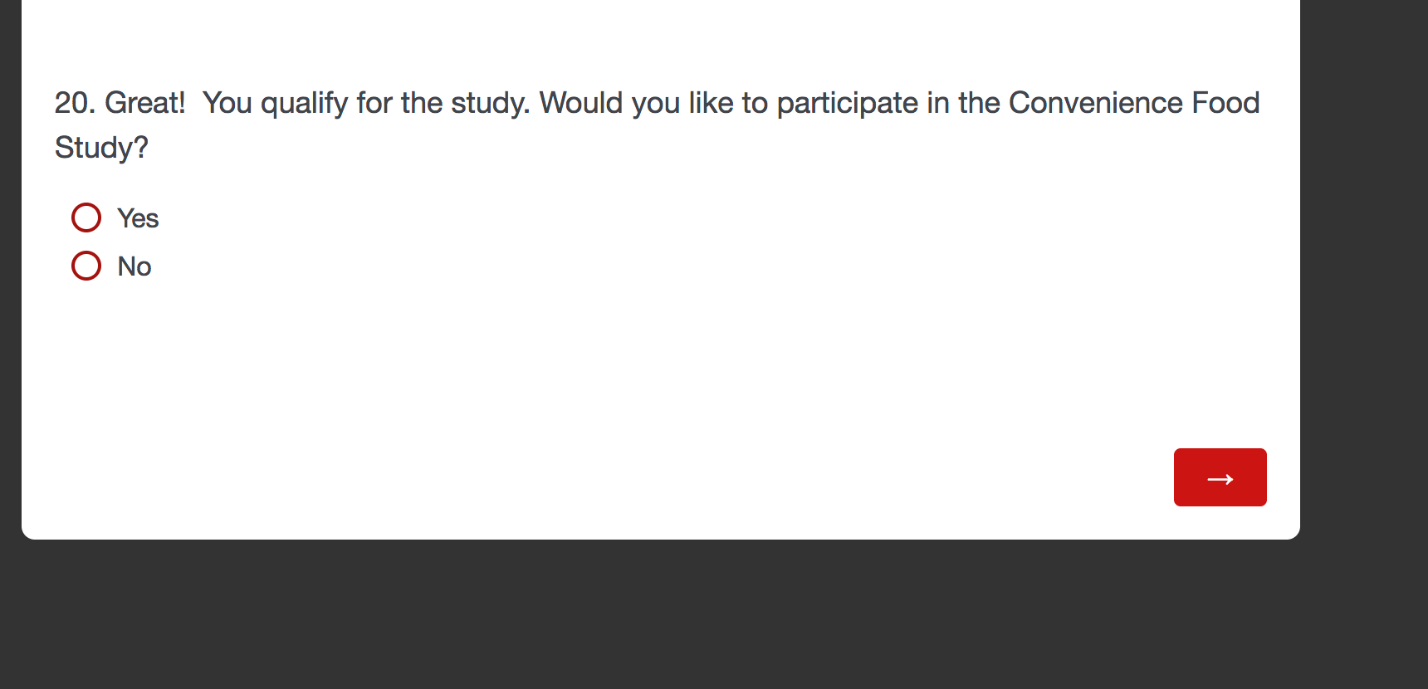 20. Great!  You qualify for the study. Would you like to participate in the Convenience Food
Study?
Yes
No
→